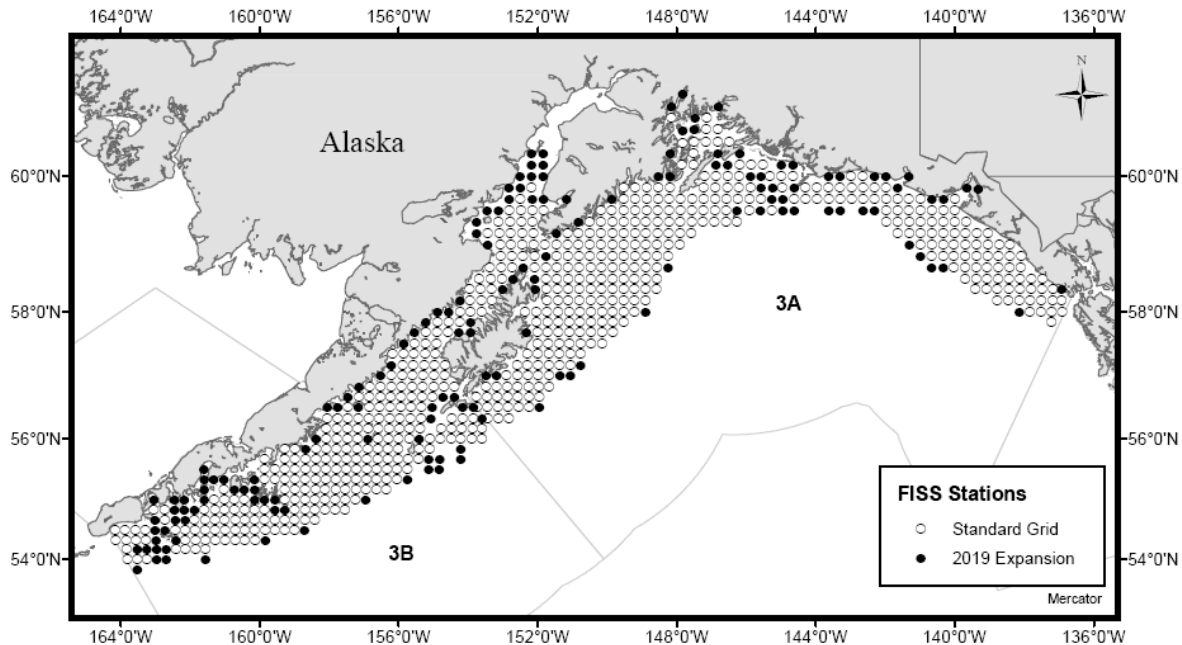 164°0'W 160°0'W 156°0'W 152°0'W 148°0'W 144°0'W 140°0'W 136°0'W
N
Alaska
60°0'N 60°0'N
58°0'N 58°0'N
3A
56°0'N 56°0'N
FISS Stations
Standard Grid
2019 Expansion
54°0'N 54°0'N
3B
Mercator
164°0'W 160°0'W 156°0'W 152°0'W 148°0'W 144°0'W 140°0'W 136°0'W